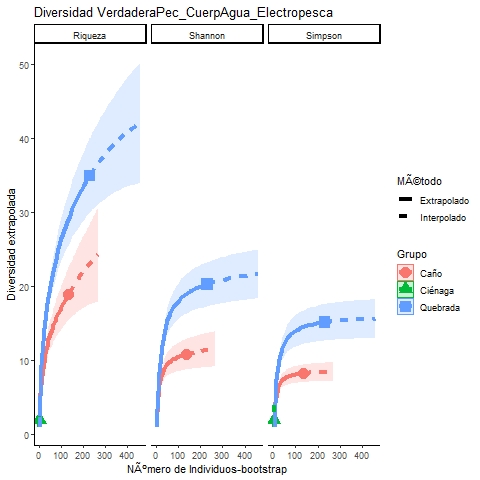 Diversidad VerdaderaPec_CuerpAgua_Electropesca
Riqueza
Shannon
Simpson
50
40
30
20
10
0
Diversidad extrapolada
0 100 200 300 400
0 100 200 300 400
0 100 200 300 400
NÃºmero de Individuos-bootstrap
MÃ©todo
Extrapolado
Interpolado
Grupo
Caño
Ciénaga
Quebrada